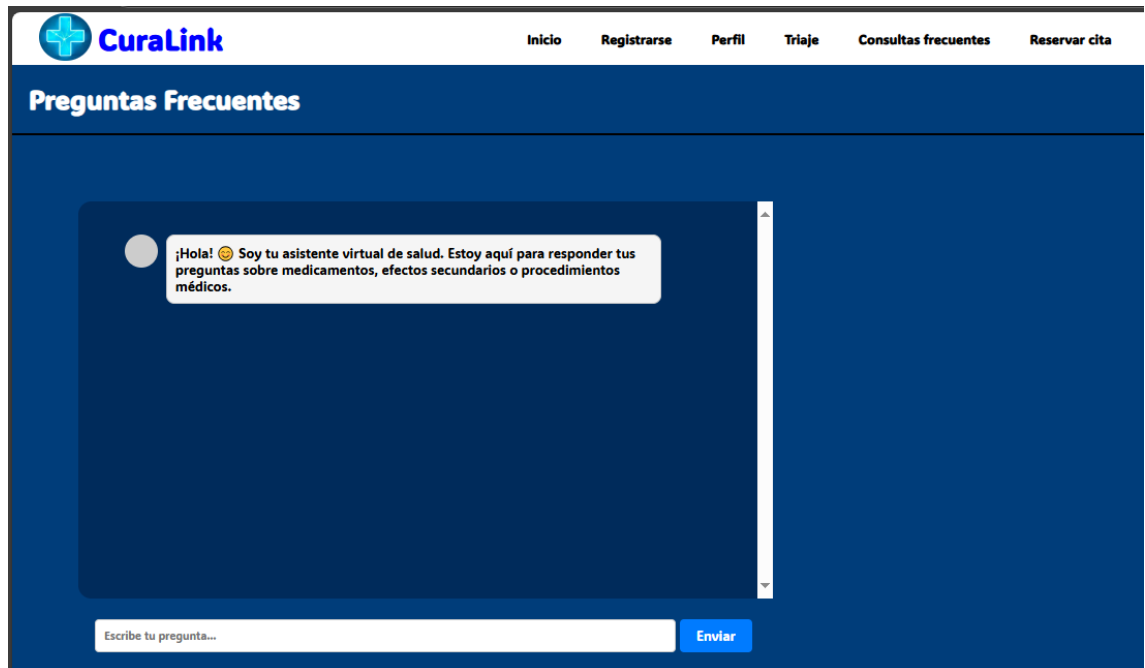 CuraLink
Inicio Registrarse Perfil Triaje Consultas frecuentes Reservar cita
Preguntas Frecuentes
¡Hola! 😊 Soy tu asistente virtual de salud. Estoy aquí para responder tus
preguntas sobre medicamentos, efectos secundarios o procedimientos
médicos.
Escribe tu pregunta... Enviar